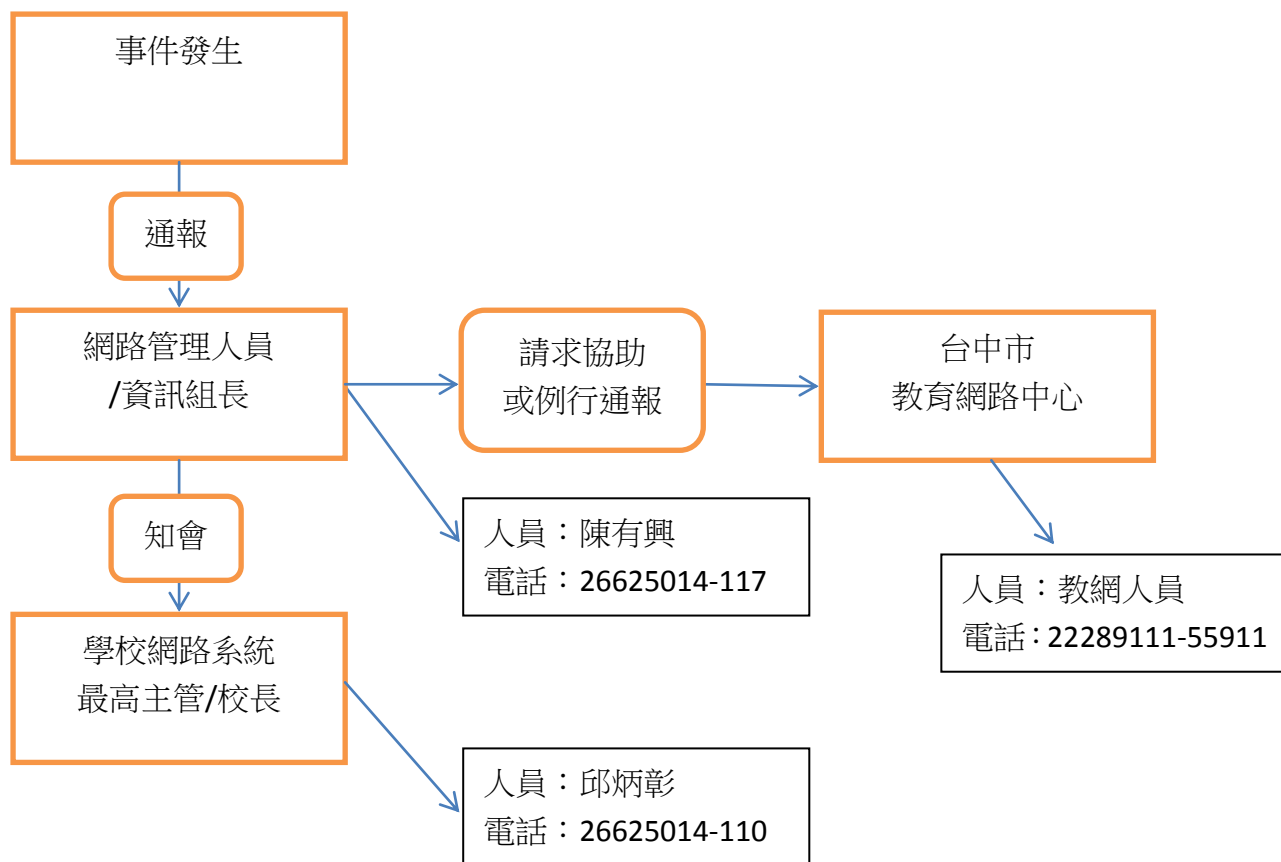 事件發生
通報
網路管理人員
/資訊組長
請求協助
或例行通報
台中市
教育網路中心
知會
人員：陳有興
電話：26625014-117
人員：教網人員
電話：22289111-55911
學校網路系統
最高主管/校長
人員：邱炳彰
電話：26625014-110